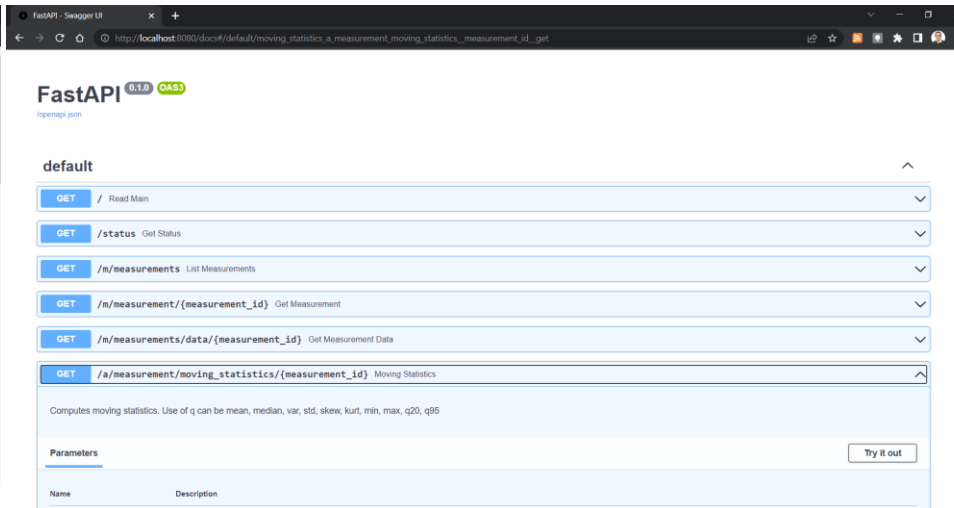 FastAPI - Swagger UI
http://localhost:8080/docs#/default/moving_statistics_a_measurement_moving_statistics__measurement_id__get
FastAPI 0.1.0 OAS3
/openapi.json
default
GET / Read Main
GET /status Get Status
GET /m/measurements List Measurements
GET /m/measurement/{measurement_id} Get Measurement
GET /m/measurements/data/{measurement_id} Get Measurement Data
GET /a/measurement/moving_statistics/{measurement_id} Moving Statistics
Computes moving statistics. Use of q can be mean, median, var, std, skew, kurt, min, max, q20, q95
Parameters Try it out
Name Description